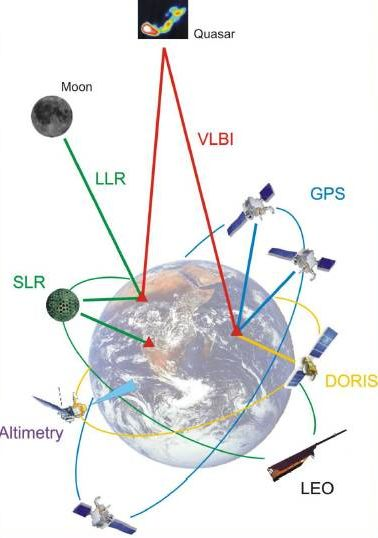 Quasar
Moon
VLBI
LLR
GPS
SLR
DORIS
Altimetry
LEO